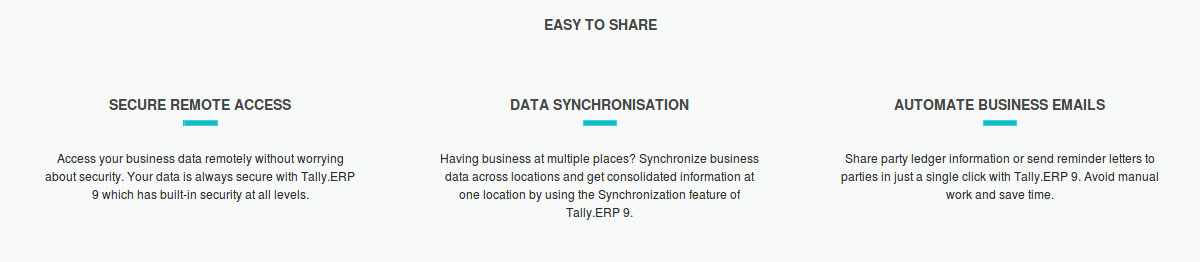 EASY TO SHARE
SECURE REMOTE ACCESS
Access your business data remotely without worrying
about security. Your data is always secure with Tally.ERP
9 which has built-in security at all levels.
DATA SYNCHRONISATION
Having business at multiple places? Synchronize business
data across locations and get consolidated information at
one location by using the Synchronization feature of
Tally.ERP 9.
AUTOMATE BUSINESS EMAILS
Share party ledger information or send reminder letters to
parties in just a single click with Tally.ERP 9. Avoid manual
work and save time.